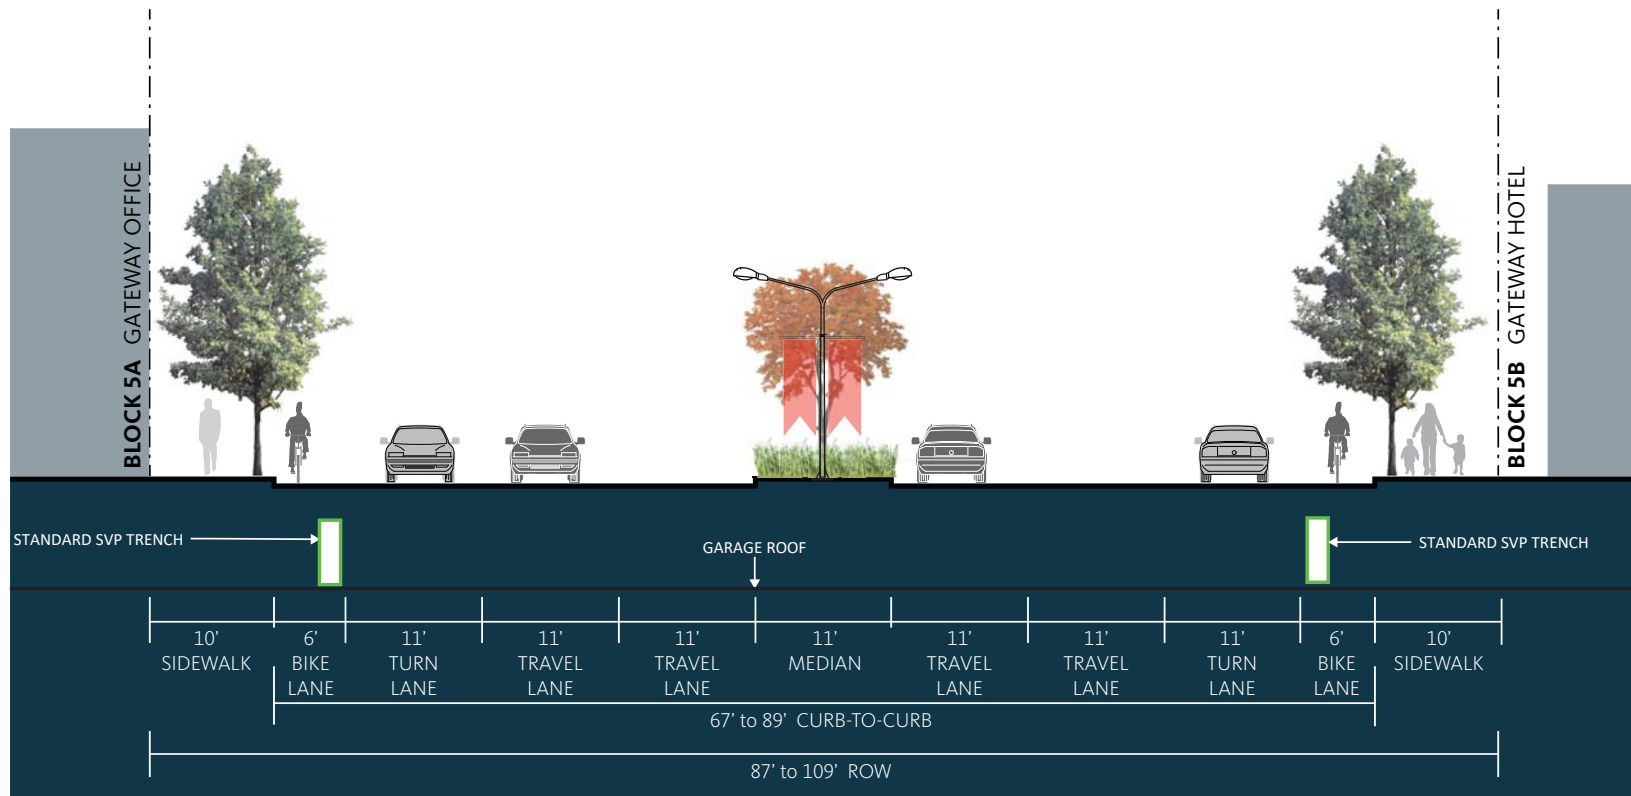 BLOCK 5A GATEWAY OFFICE
BLOCK 5B GATEWAY HOTEL
STANDARD SVP TRENCH
GARAGE ROOF
STANDARD SVP TRENCH
10’
SIDEWALK
6’
BIKE
LANE
11’
TURN
LANE
11’
TRAVEL
LANE
11’
TRAVEL
LANE
11’
MEDIAN
11’
TRAVEL
LANE
11’
TRAVEL
LANE
11’
TURN
LANE
6’
BIKE
LANE
10’
SIDEWALK
67’ to 89’ CURB-TO-CURB
87’ to 109’ ROW